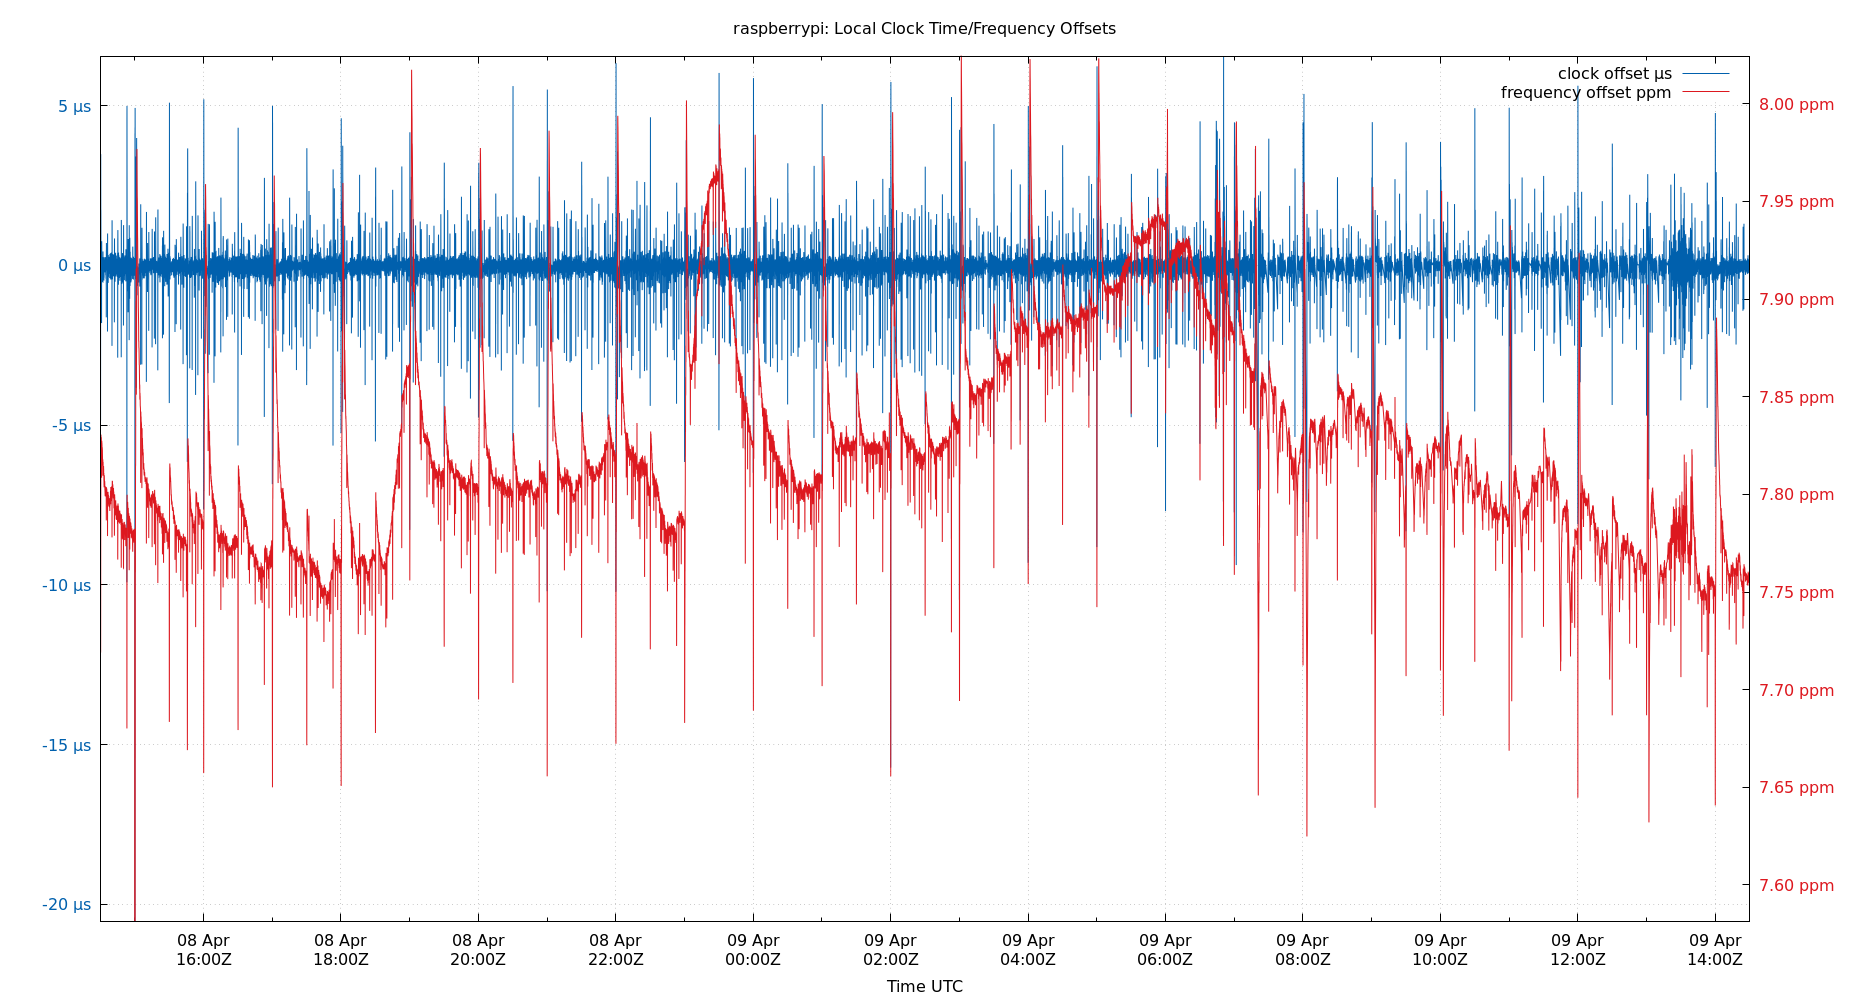 raspberrypi: Local Clock Time/Frequency Offsets
clock offset µs
frequency offset ppm
5 µs
0 µs
-5 µs
-10 µs
-15 µs
-20 µs
8.00 ppm
7.95 ppm
7.90 ppm
7.85 ppm
7.80 ppm
7.75 ppm
7.70 ppm
7.65 ppm
7.60 ppm
08 Apr 08 Apr 08 Apr 08 Apr 09 Apr 09 Apr 09 Apr 09 Apr 09 Apr 09 Apr 09 Apr 09 Apr
16:00Z 18:00Z 20:00Z 22:00Z 00:00Z 02:00Z 04:00Z 06:00Z 08:00Z 10:00Z 12:00Z 14:00Z
Time UTC